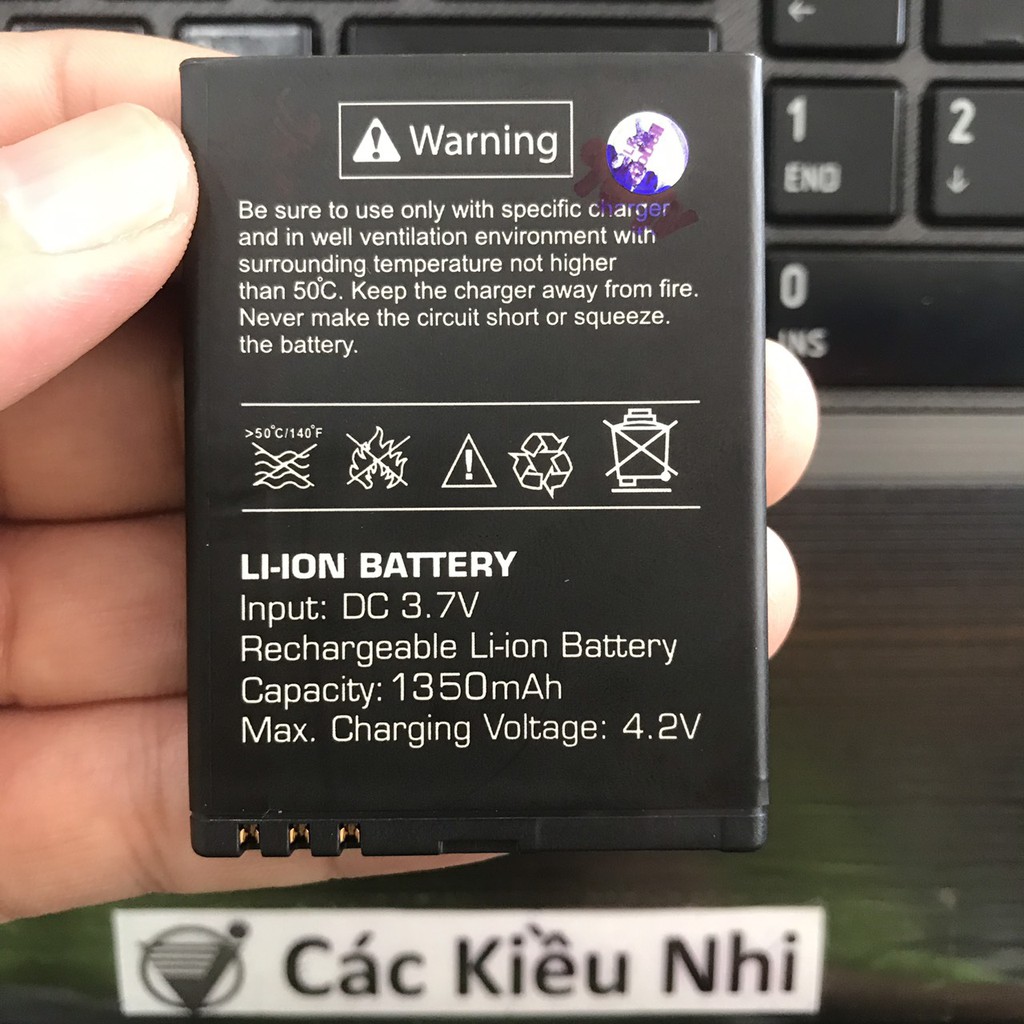 Warning
Be sure to use only with specific charger
and in well ventilation environment with
surrounding temperature not higher
than 50°C. Keep the charger away from fire.
Never make the circuit short or squeeze.
the battery.
>50°C/140°F
LI-ION BATTERY
Input: DC 3.7V
Rechargeable Li-ion Battery
Capacity: 1350mAh
Max. Charging Voltage: 4.2V
←
1
END
2
↓
0
INS
Các Kiều Nhi